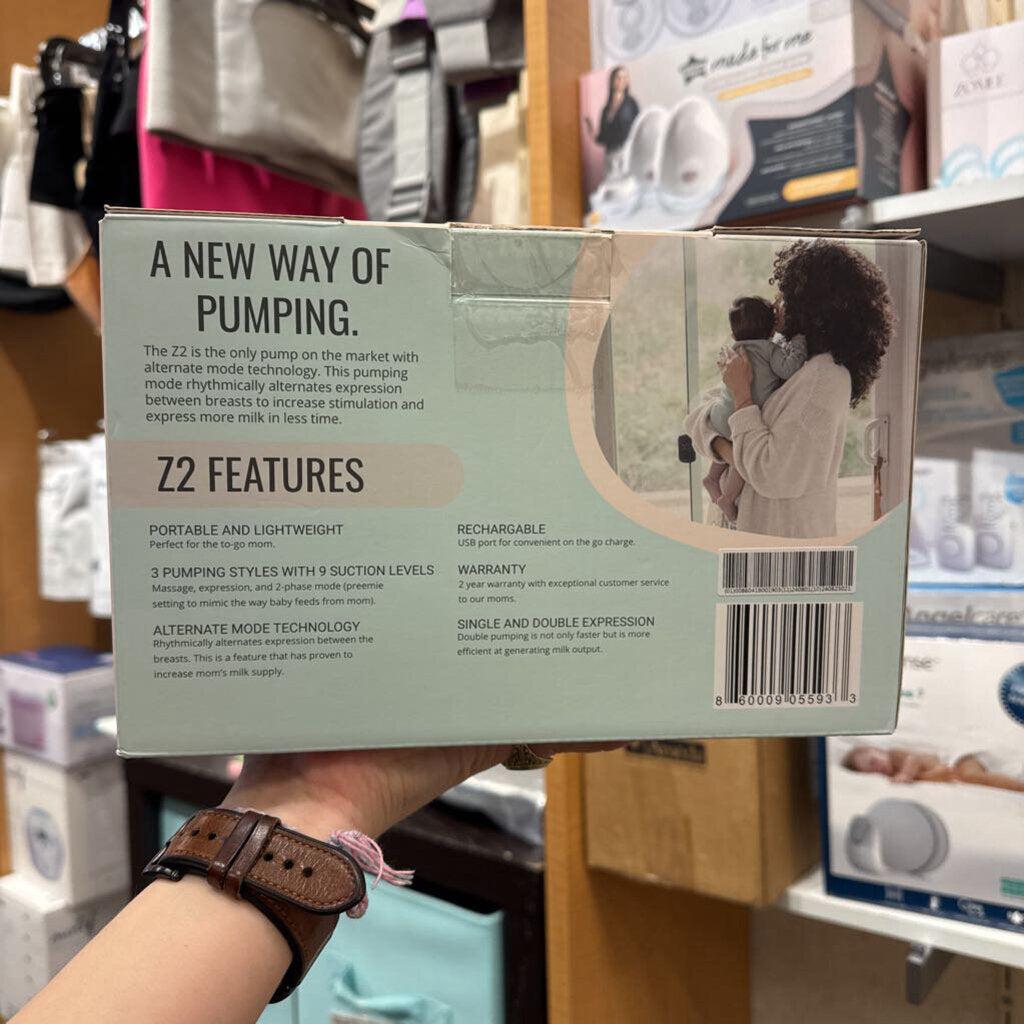 made for me
ZOMEE
A NEW WAY OF
PUMPING.
The Z2 is the only pump on the market with
alternate mode technology. This pumping
mode rhythmically alternates expression
between breasts to increase stimulation and
express more milk in less time.
Z2 FEATURES
PORTABLE AND LIGHTWEIGHT
Perfect for the to-go mom.
3 PUMPING STYLES WITH 9 SUCTION LEVELS
Massage, expression, and 2-phase mode (preemie
setting to mimic the way baby feeds from mom).
ALTERNATE MODE TECHNOLOGY
Rhythmically alternates expression between the
breasts. This is a feature that has proven to
increase mom's milk supply.
RECHARGABLE
USB port for convenient on the go charge.
WARRANTY
2 year warranty with exceptional customer service
to our moms.
SINGLE AND DOUBLE EXPRESSION
Double pumping is not only faster but is more
efficient at generating milk output.
8 60009 05593 3
angelcare
Angelcare